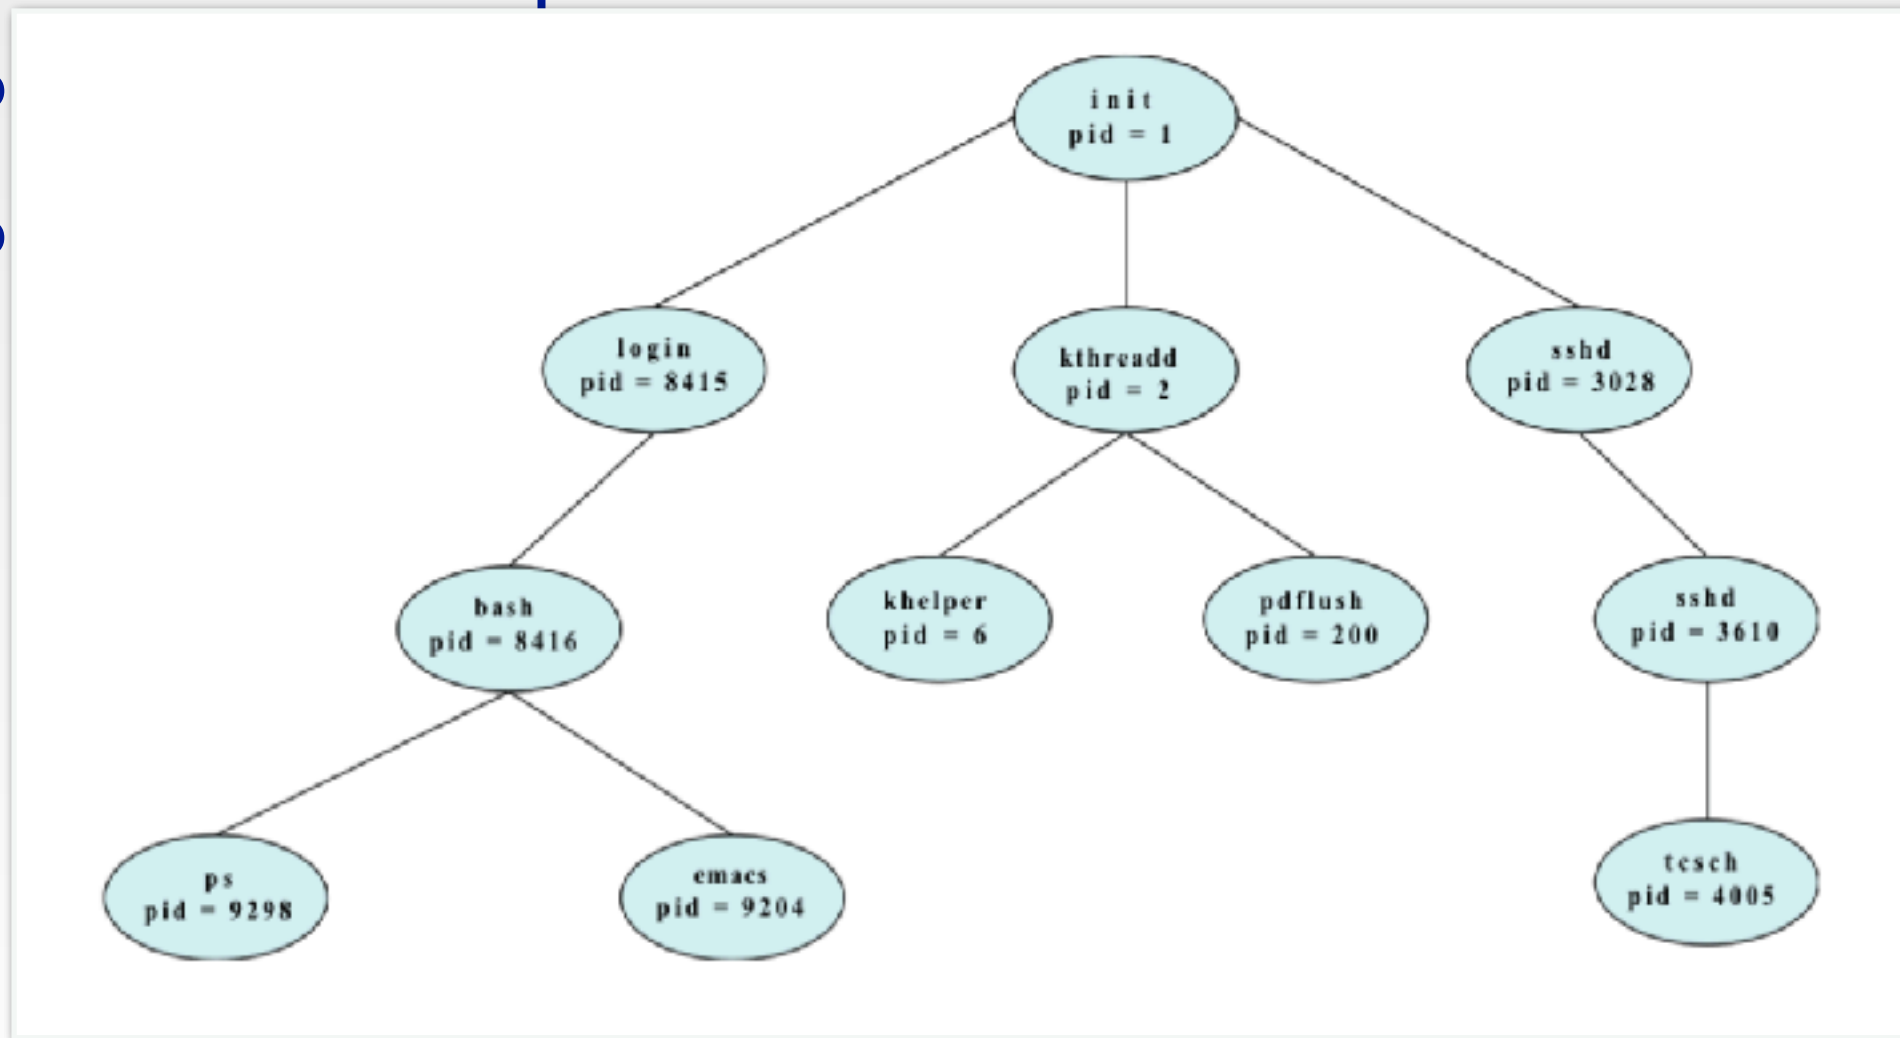 init
pid = 1
login
pid = 8415
kthreadd
pid = 2
sshd
pid = 3028
bash
pid = 8416
khelper
pid = 6
pdflush
pid = 200
sshd
pid = 3610
ps
pid = 9298
emacs
pid = 9204
tcsch
pid = 4005